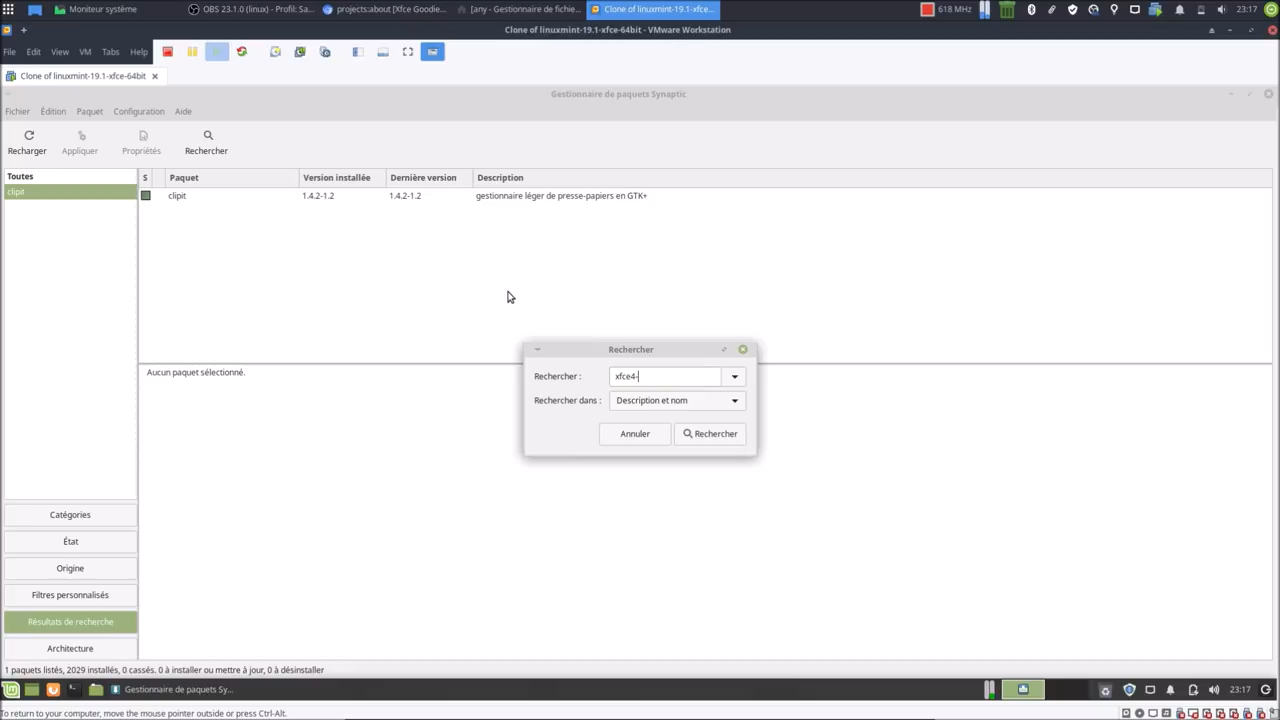 Moniteur système
OBS 23.1.0 (linux) - Profil: Sa...
projects:about [Xfce Goodie...
[any - Gestionnaire de fichie...
Clone of linuxmint-19.1-xfce...
618 MHz
23:17
Clone of linuxmint-19.1-xfce-64bit - VMware Workstation
File Edit View VM Tabs Help
Clone of linuxmint-19.1-xfce-64bit
Gestionnaire de paquets Synaptic
Fichier Édition Paquet Configuration Aide
Recharger Appliquer Propriétés Rechercher
Toutes
clipit
S Paquet Version installée Dernière version Description
clipit 1.4.2-1.2 1.4.2-1.2 gestionnaire léger de presse-papiers en GTK+
Aucun paquet sélectionné.
Rechercher
Rechercher : xfce4-
Rechercher dans : Description et nom
Annuler Rechercher
Catégories
État
Origine
Filtres personnalisés
Résultats de recherche
Architecture
1 paquets listés, 2029 installés, 0 cassés. 0 à installer ou mettre à jour, 0 à désinstaller
Gestionnaire de paquets Sy...
23:17
To return to your computer, move the mouse pointer outside or press Ctrl-Alt.